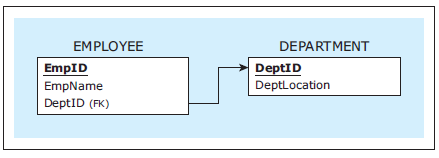 EMPLOYEE
EmpID
EmpName
DeptID (FK)
DEPARTMENT
DeptID
DeptLocation